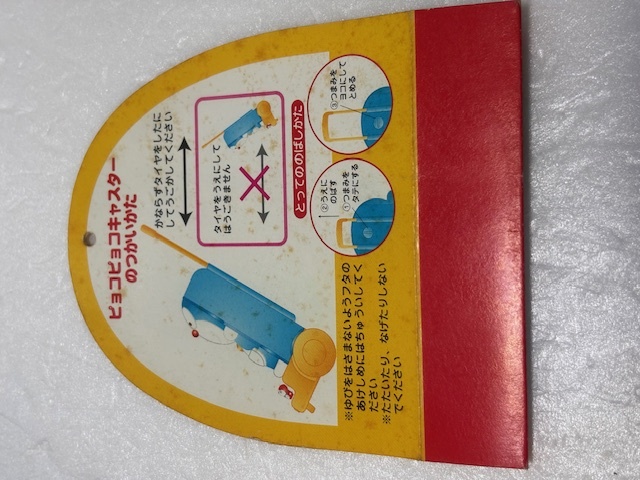 ピョコピョコキャスター
のつかいかた
かならずタイヤをしたに
してうごかしてください
タイヤをうえにして
はうごきません
とってののばしかた
②うえに
のばす
①つまみを
タテにする
③つまみを
ヨコにして
とめる
※ゆびをはさまないようフタの
あけしめにはちゅういしてく
ださい
※たたいたり、なげたりしない
でください